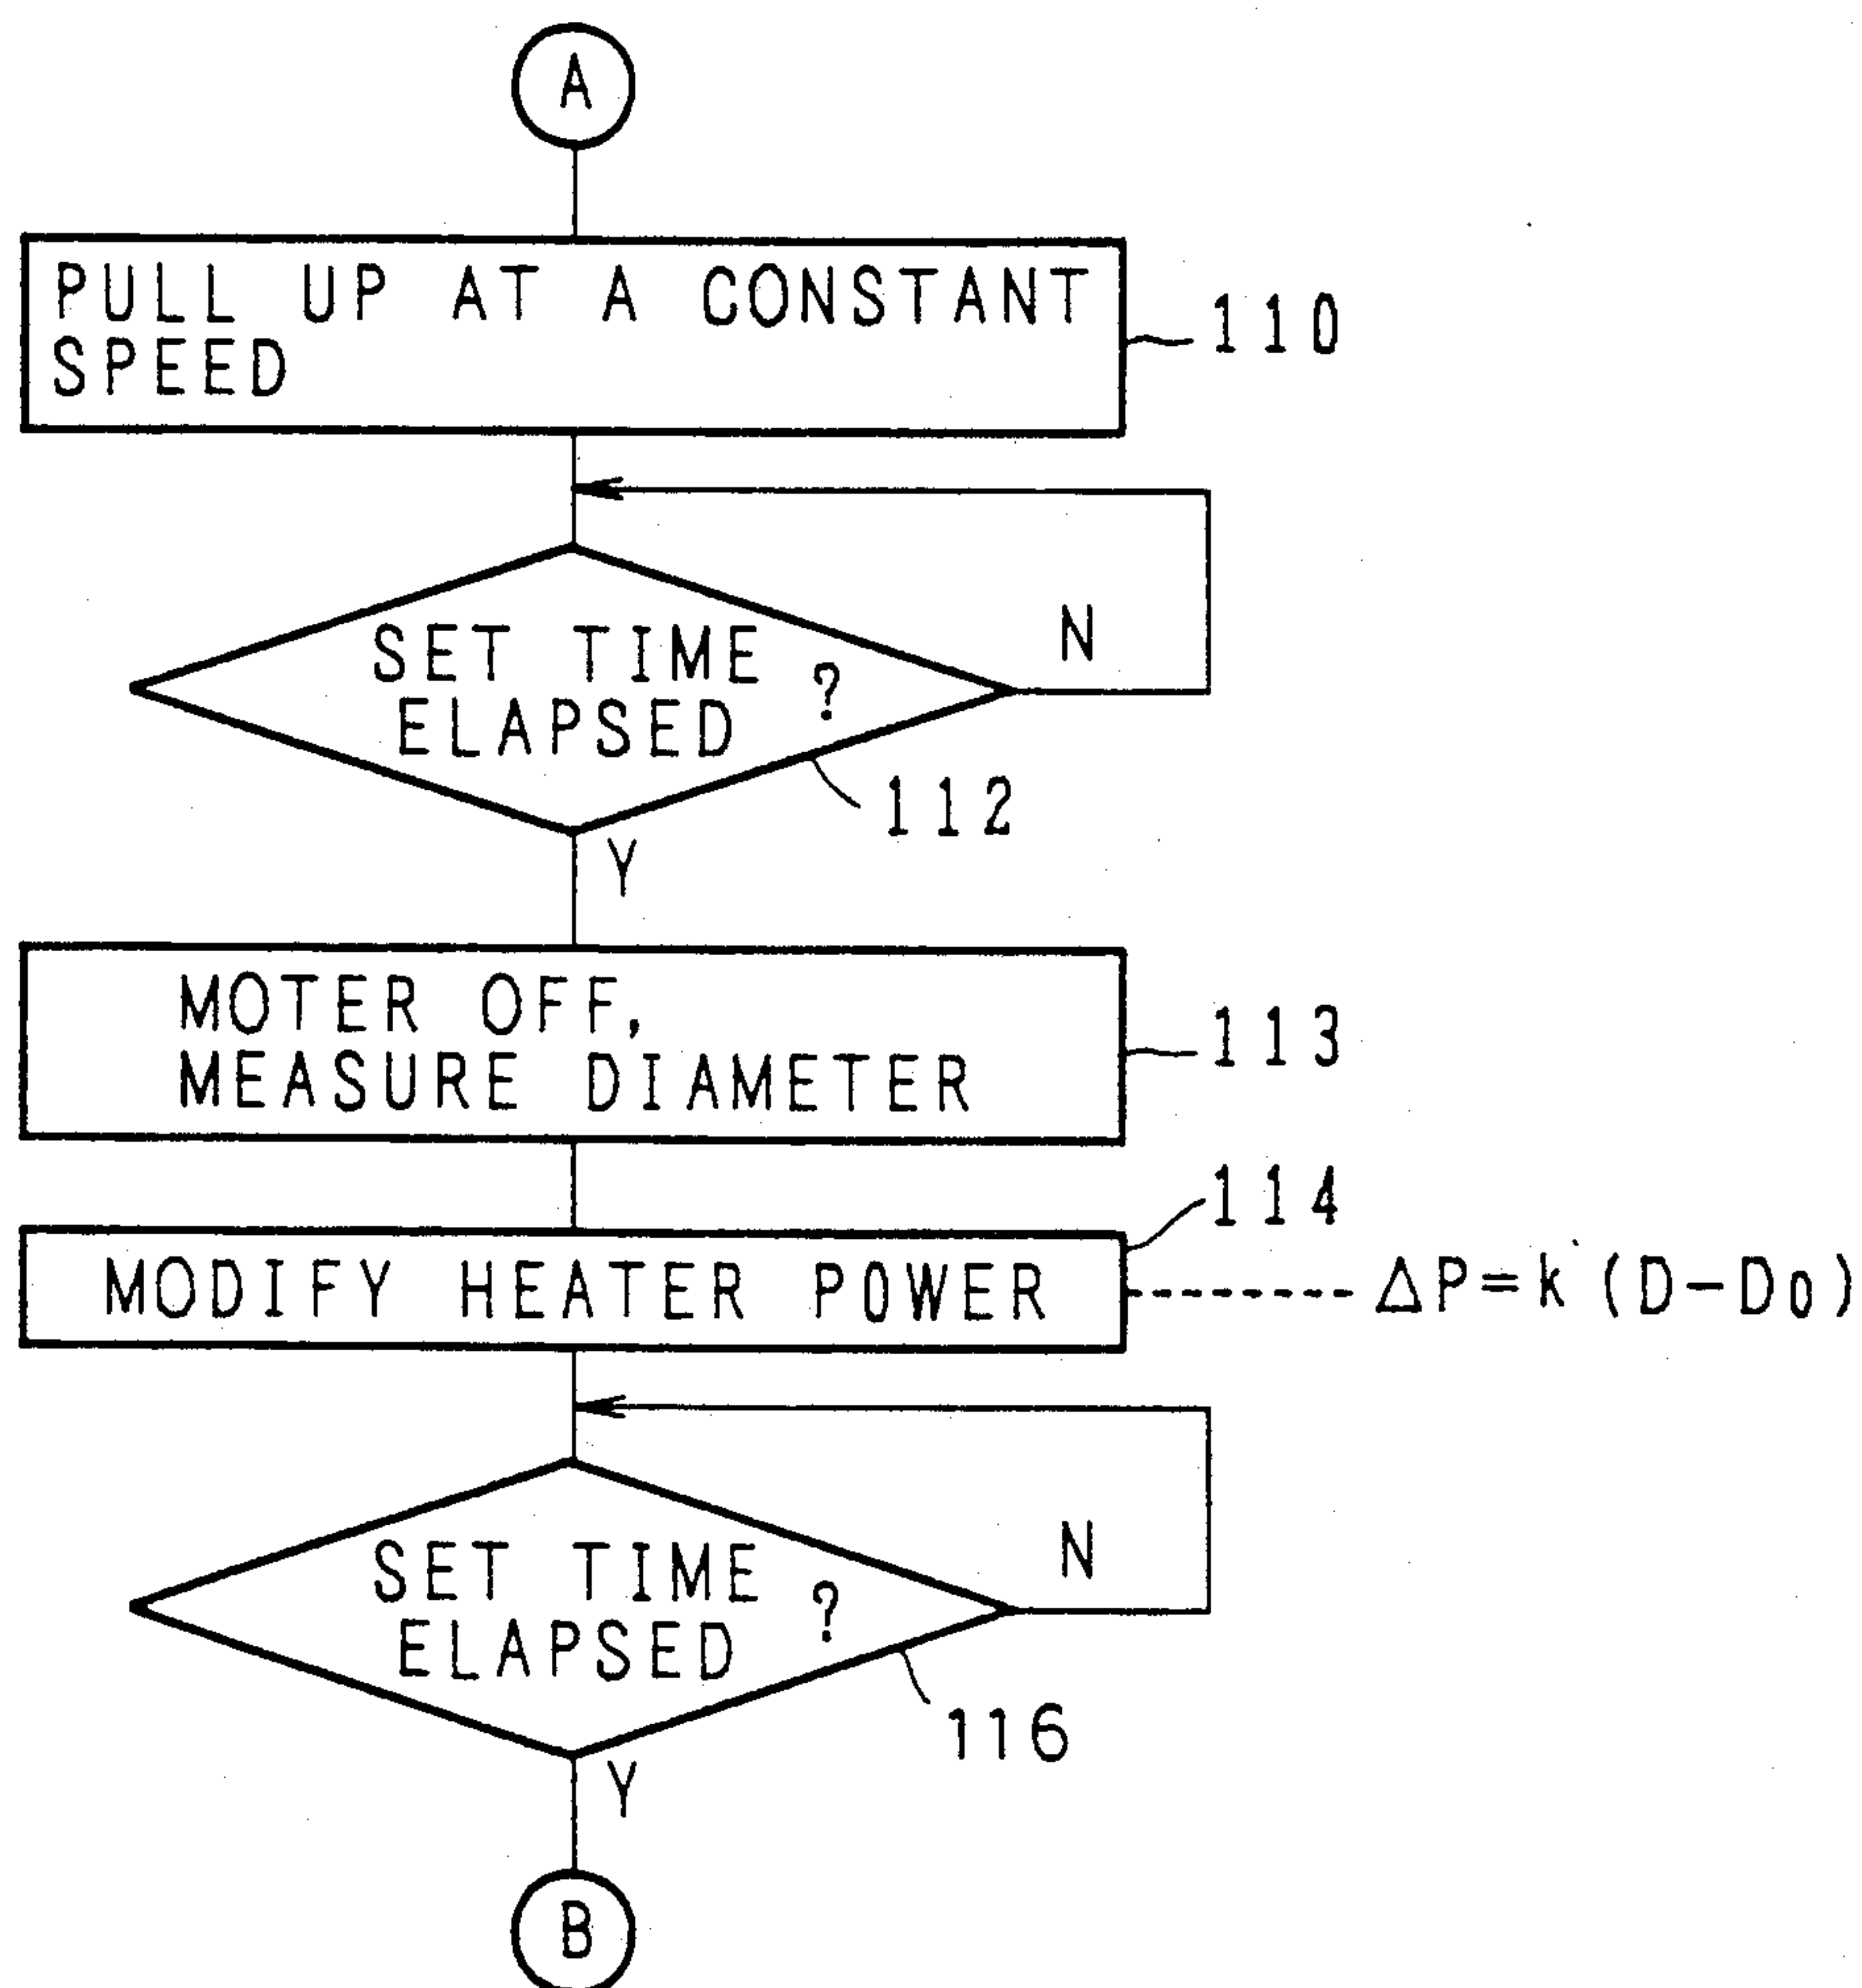 A
PULL UP AT A CONSTANT
SPEED
110
SET TIME
ELAPSED ?
N
112
Y
MOTER OFF,
MEASURE DIAMETER
113
114
MODIFY HEATER POWER
ΔP=k (D-D0)
SET TIME
ELAPSED ?
N
116
Y
B